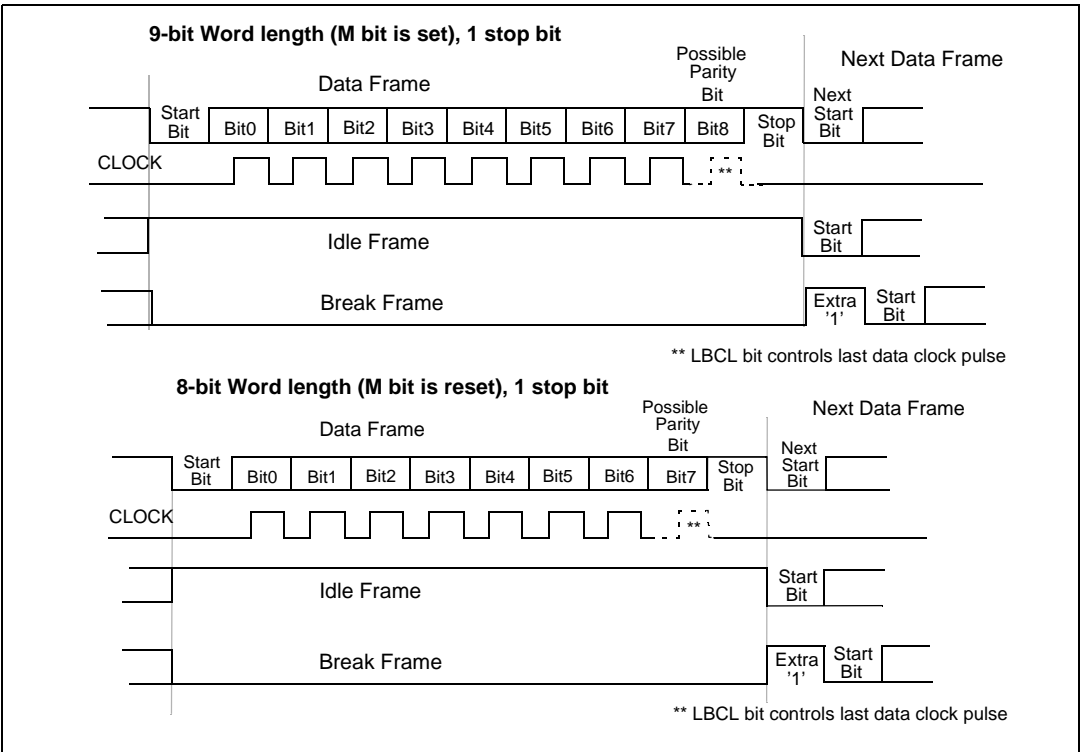 9-bit Word length (M bit is set), 1 stop bit
Possible
Parity
Bit
Next Data Frame
Data Frame
Next
Start
Bit
Start
Bit
Bit0 Bit1 Bit2 Bit3 Bit4 Bit5 Bit6 Bit7 Bit8
Stop
Bit
CLOCK
**
Idle Frame
Start
Bit
Break Frame
Extra
'1'
Start
Bit
** LBCL bit controls last data clock pulse
8-bit Word length (M bit is reset), 1 stop bit
Possible
Parity
Bit
Next Data Frame
Data Frame
Next
Start
Bit
Start
Bit
Bit0 Bit1 Bit2 Bit3 Bit4 Bit5 Bit6 Bit7
Stop
Bit
CLOCK
**
Idle Frame
Start
Bit
Break Frame
Extra
'1'
Start
Bit
** LBCL bit controls last data clock pulse